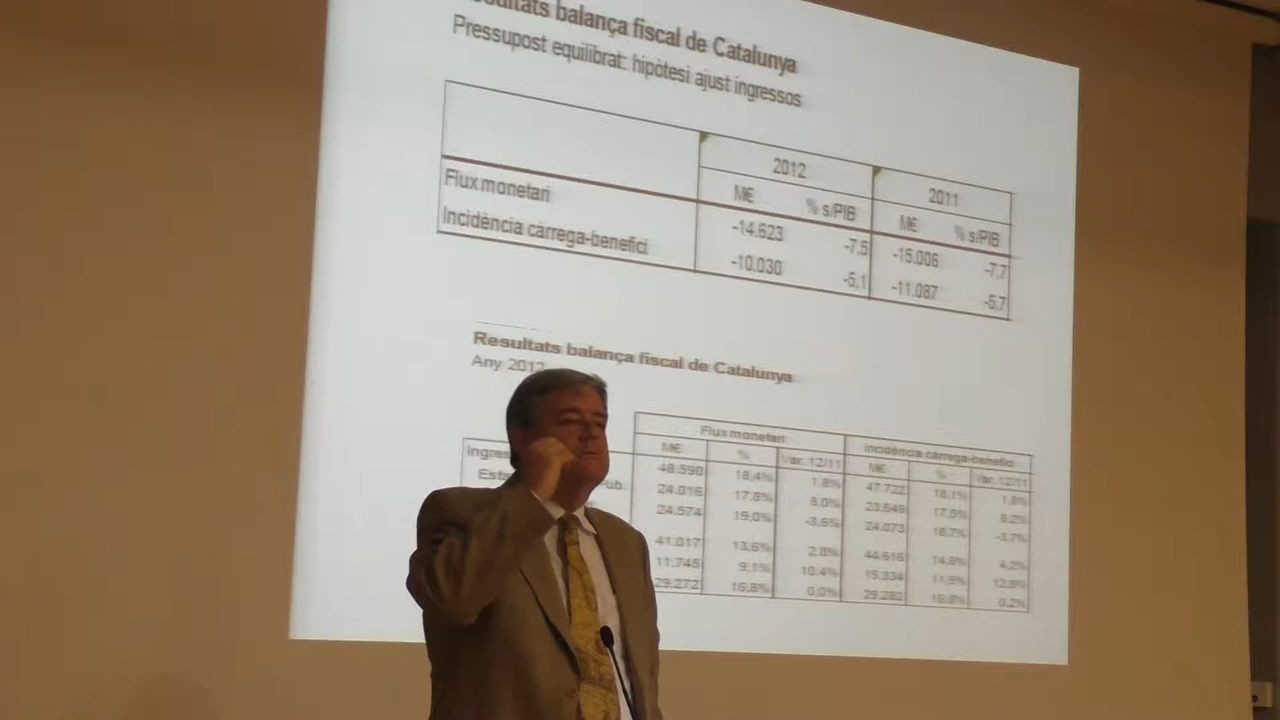 Resultats balança fiscal de Catalunya
Pressupost equilibrat: hipòtesi ajust ingressos
2012 2011
M€ % s/PIB M€ % s/PIB
Flux monetari -14.623 -7,5 -15.006 -7,7
Incidència càrrega-benefici -10.030 -5,1 -11.087 -5,7
Resultats balança fiscal de Catalunya
Any 2012
Flux monetari Incidència càrrega-benefici
M€ % Var. 12/11 M€ % Var. 12/11
48.590 18,4% 1,8% 47.722 18,1% 1,8%
24.016 17,8% 8,0% 23.649 17,5% 8,2%
24.574 19,0% -3,6% 24.073 18,7% -3,7%
41.017 13,6% 2,8% 44.616 14,8% 4,2%
11.745 9,1% 10,4% 15.334 11,9% 12,8%
29.272 16,8% 0,0% 29.282 16,8% 0,2%